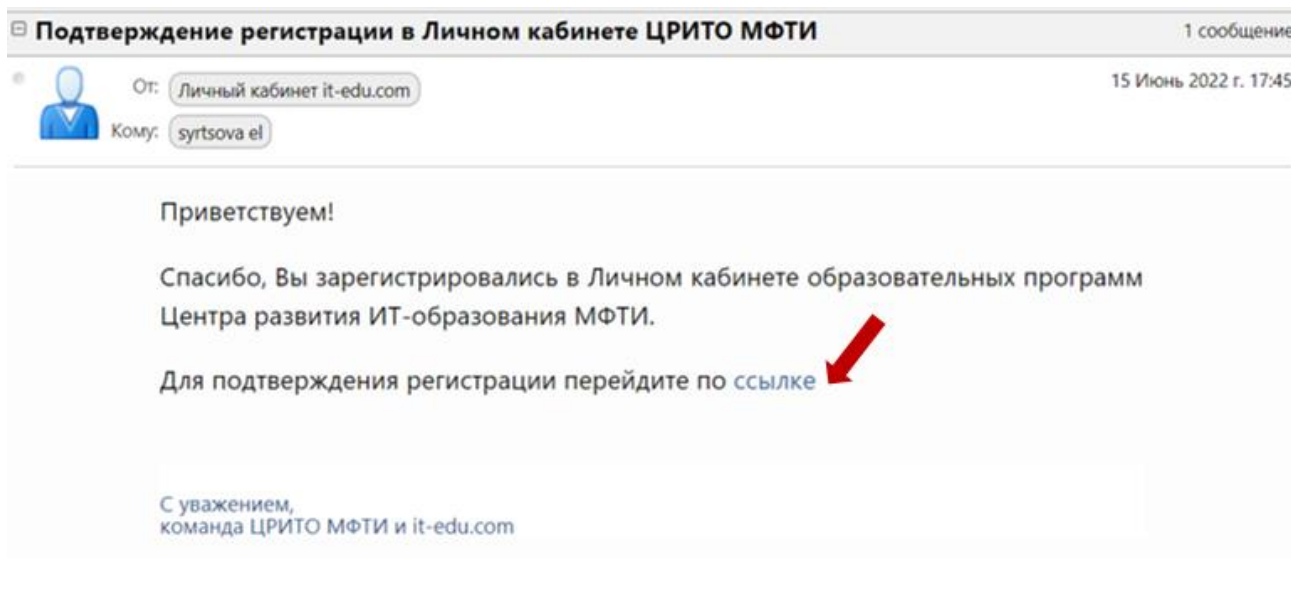 Подтверждение регистрации в Личном кабинете ЦРИТО МФТИ
1 сообщение
От: Личный кабинет it-edu.com
15 Июнь 2022 г. 17:45
Кому: syrtsova el
Приветствуем!
Спасибо, Вы зарегистрировались в Личном кабинете образовательных программ
Центра развития ИТ-образования МФТИ.
Для подтверждения регистрации перейдите по ссылке
С уважением,
команда ЦРИТО МФТИ и it-edu.com